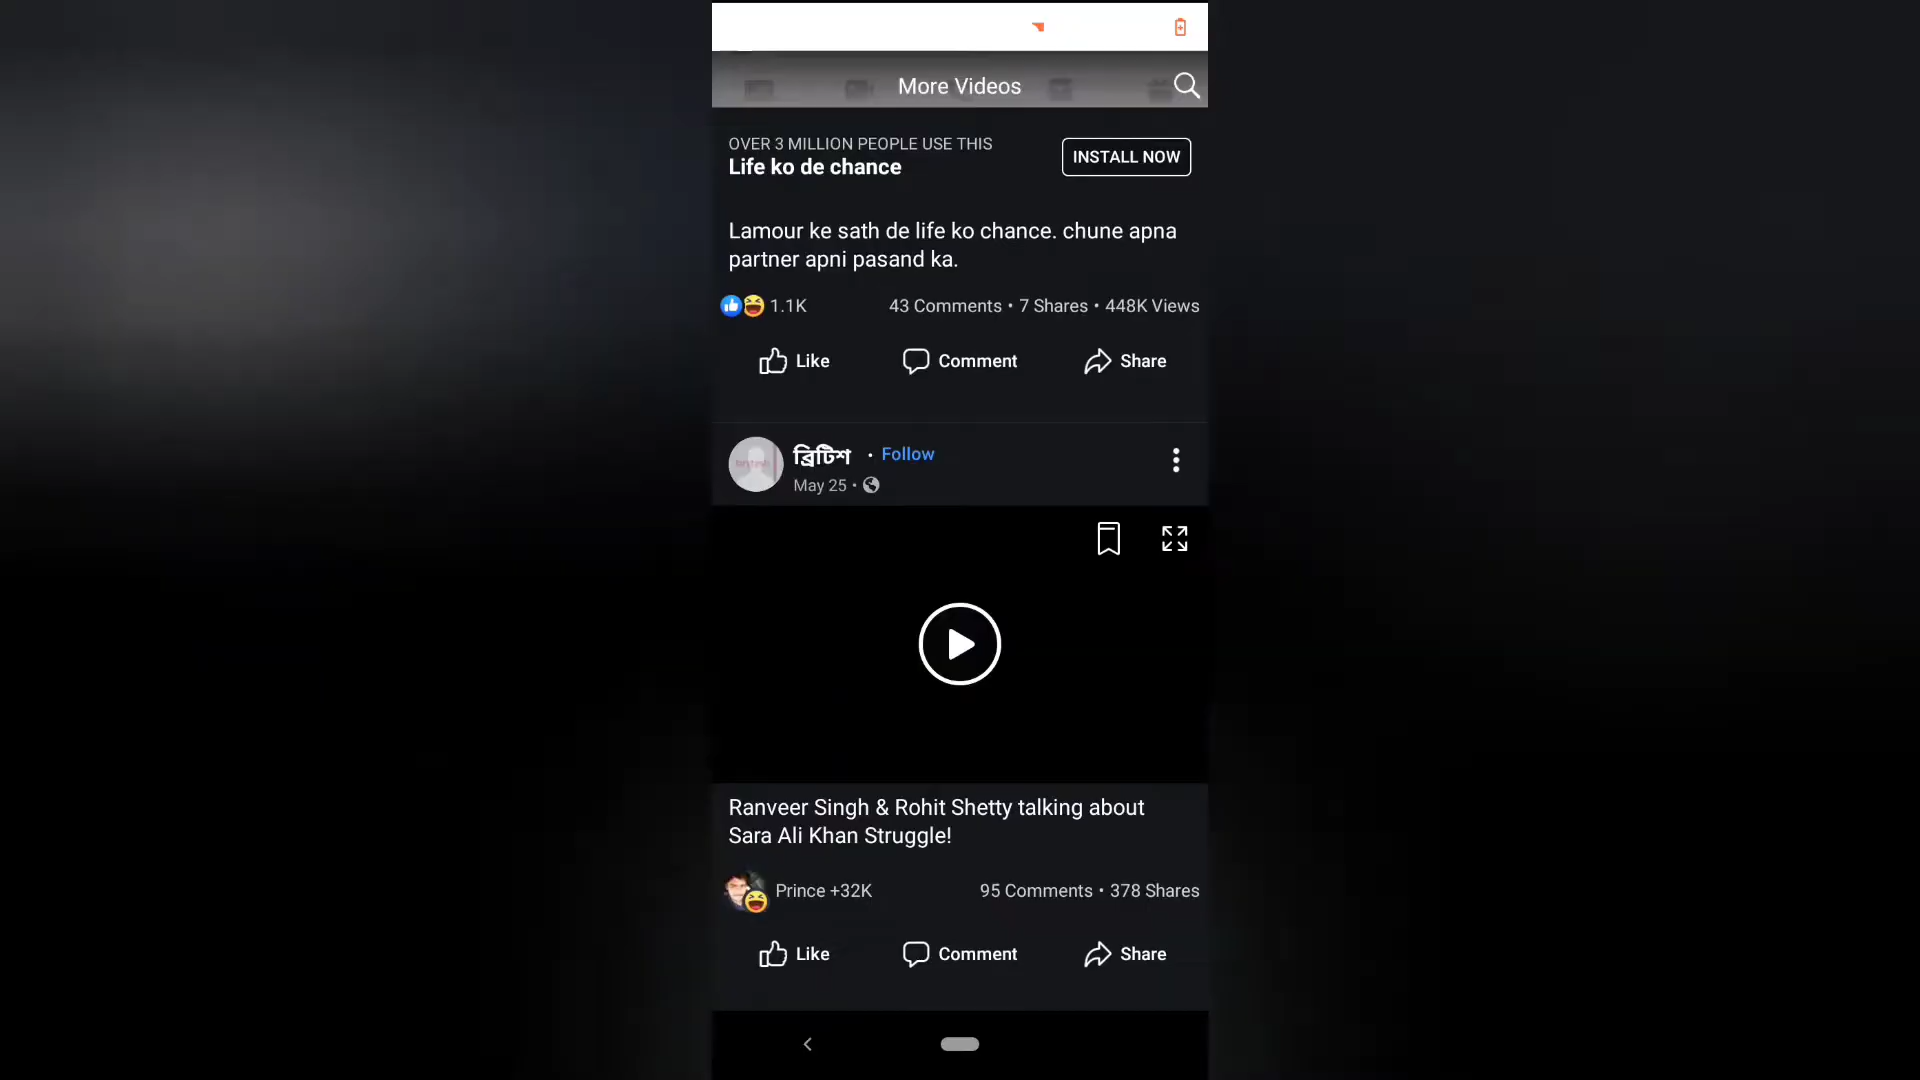 More Videos
OVER 3 MILLION PEOPLE USE THIS
Life ko de chance
INSTALL NOW
Lamour ke sath de life ko chance. chune apna
partner apni pasand ka.
1.1K
43 Comments • 7 Shares • 448K Views
Like
Comment
Share
ব্রিটিশ • Follow
May 25 •
Ranveer Singh & Rohit Shetty talking about
Sara Ali Khan Struggle!
Prince +32K
95 Comments • 378 Shares
Like
Comment
Share